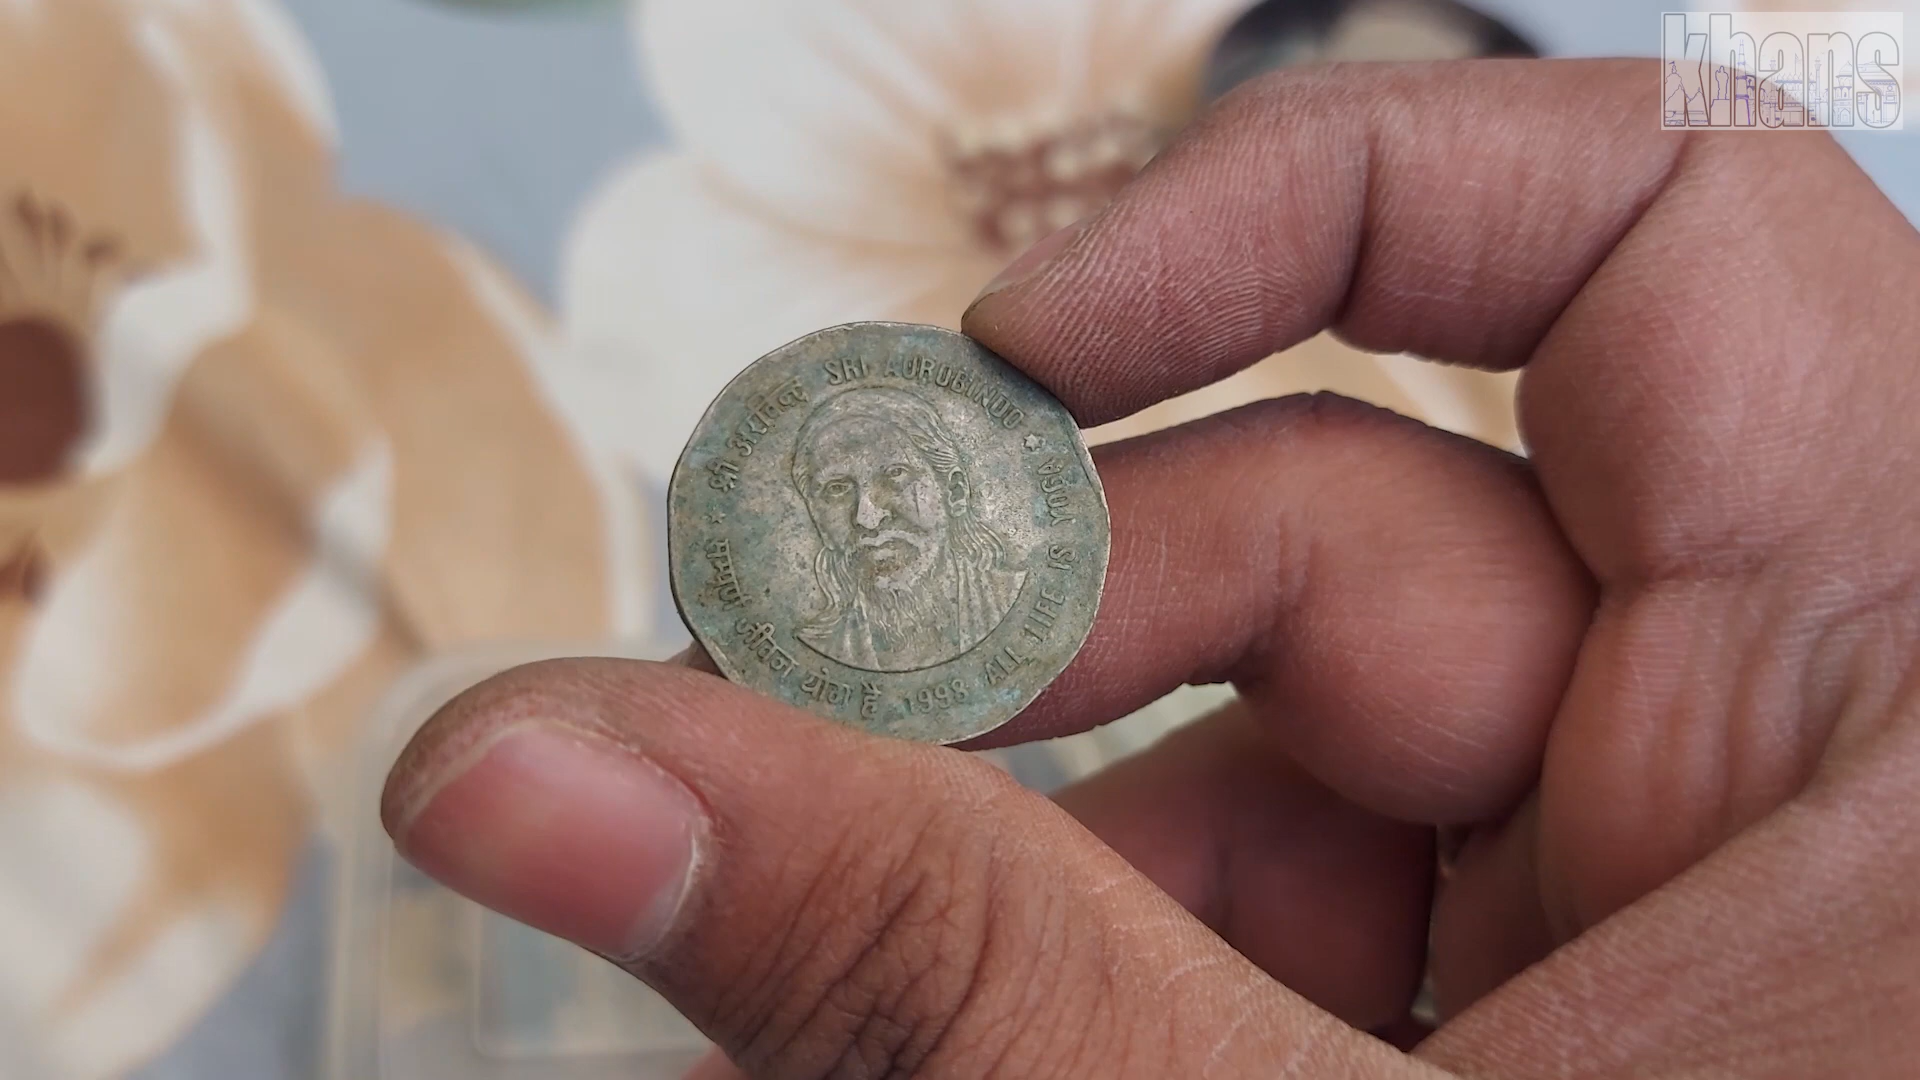 khans
श्री अरविन्द SRI AUROBINDO
सम्पूर्ण जीवन योग है 1998 ALL LIFE IS YOGA